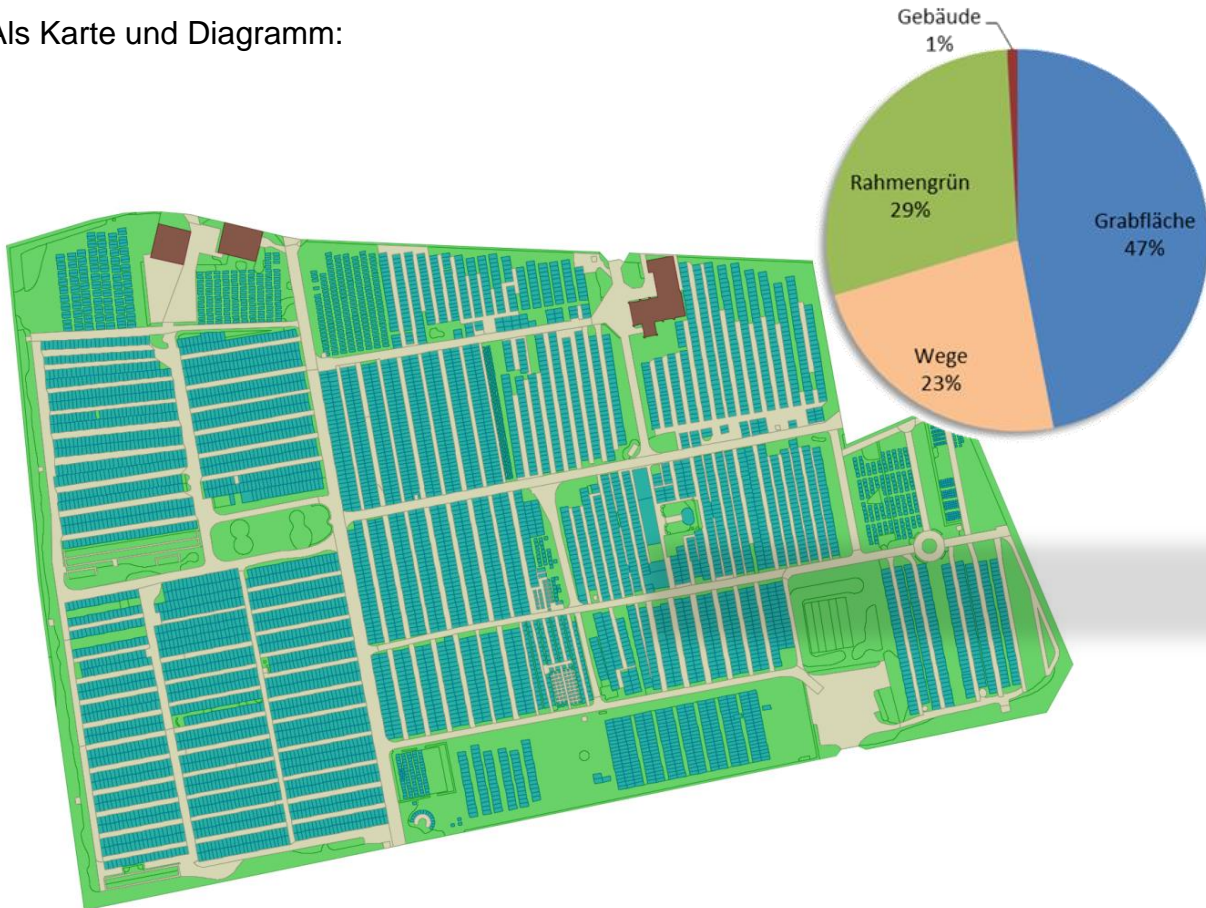 Als Karte und Diagramm:
Gebäude
1%
Rahmengrün
29%
Grabfläche
47%
Wege
23%